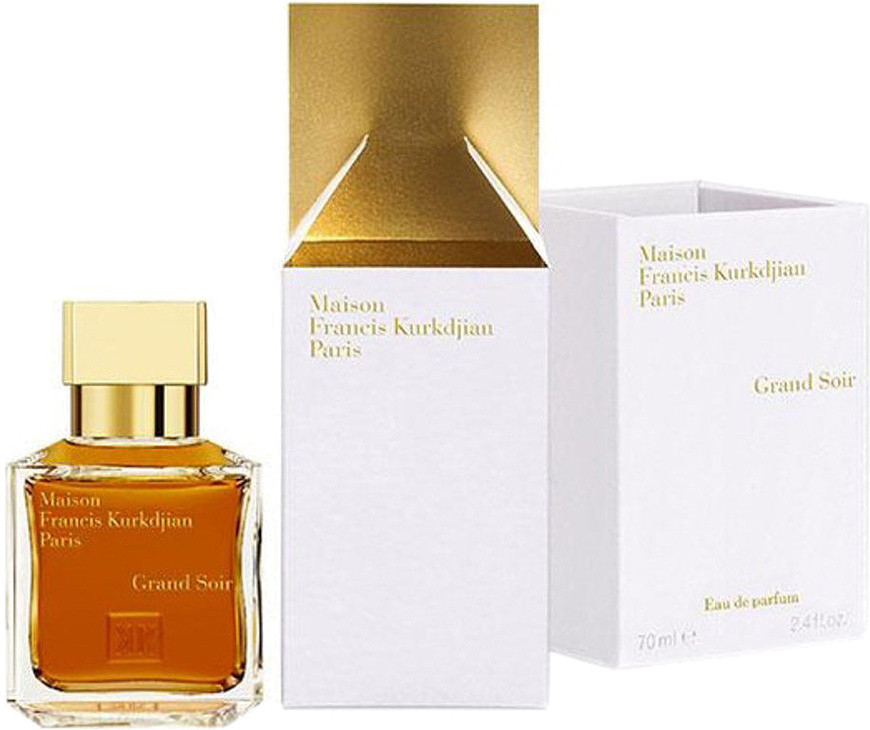 Maison
Francis Kurkdjian
Paris
Grand Soir
Maison
Francis Kurkdjian
Paris
Maison
Francis Kurkdjian
Paris
Grand Soir
Eau de parfum
70 ml ℮ 2.4 fl.oz.